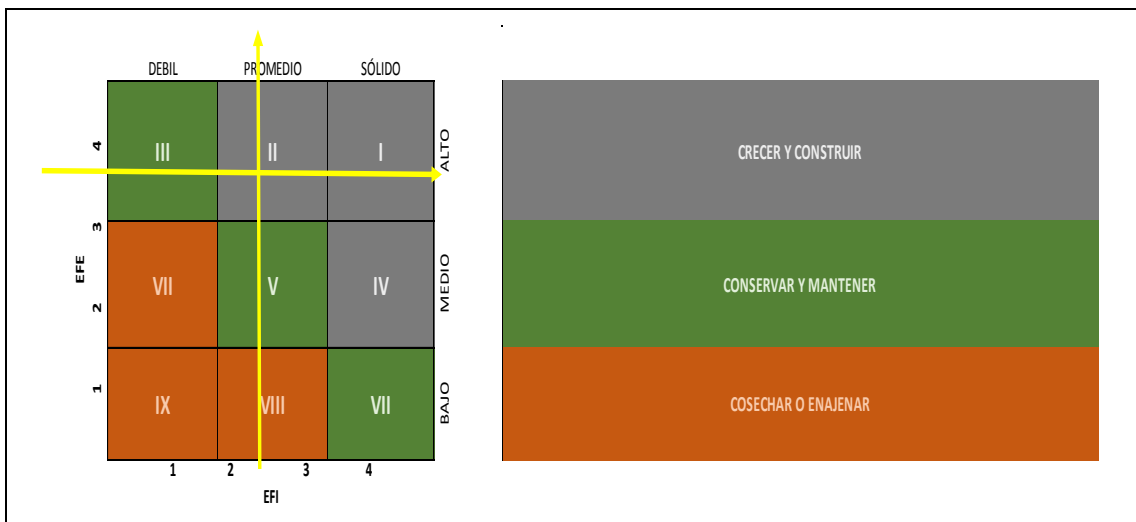 DEBIL PROMEDIO SÓLIDO
4 III II I ALTO
CRECER Y CONSTRUIR
3
EFE
VII V IV MEDIO
2
CONSERVAR Y MANTENER
1
IX VIII VII BAJO
COSECHAR O ENAJENAR
1 2 3 4
EFI